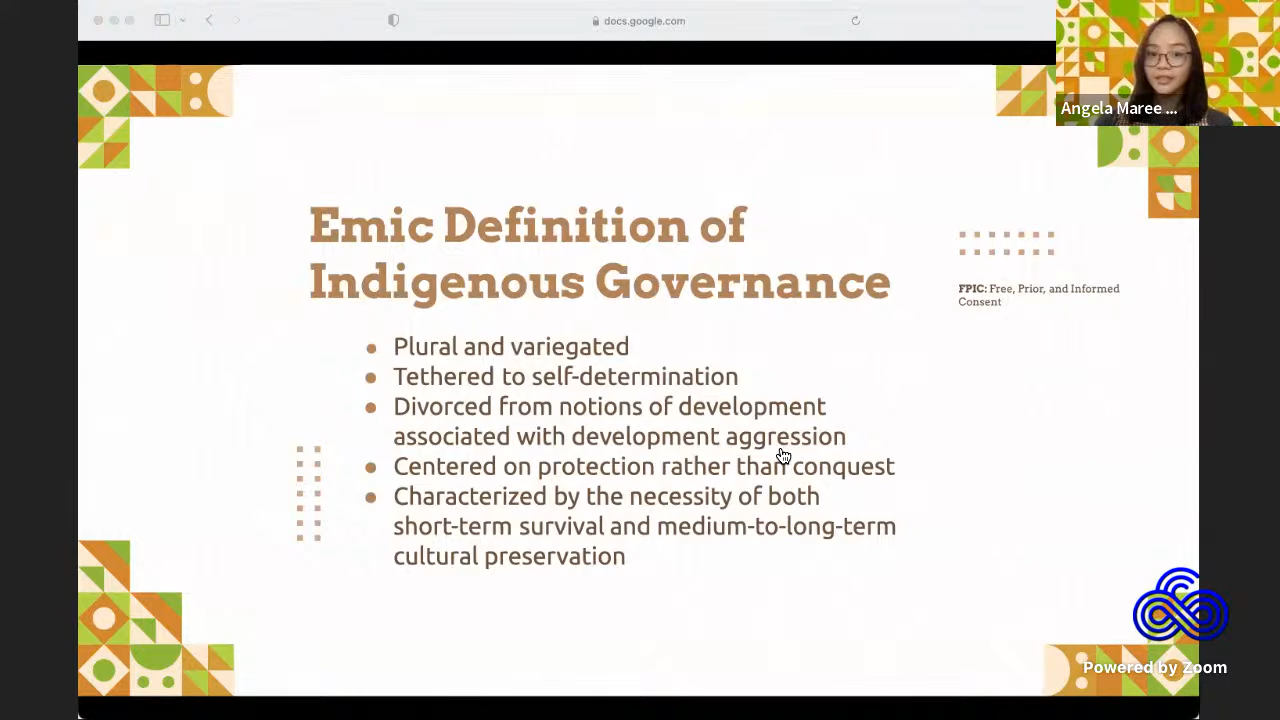 docs.google.com
Angela Maree ...
Emic Definition of
Indigenous Governance
FPIC: Free, Prior, and Informed
Consent
• Plural and variegated
• Tethered to self-determination
• Divorced from notions of development
associated with development aggression
• Centered on protection rather than conquest
• Characterized by the necessity of both
short-term survival and medium-to-long-term
cultural preservation
Powered by Zoom